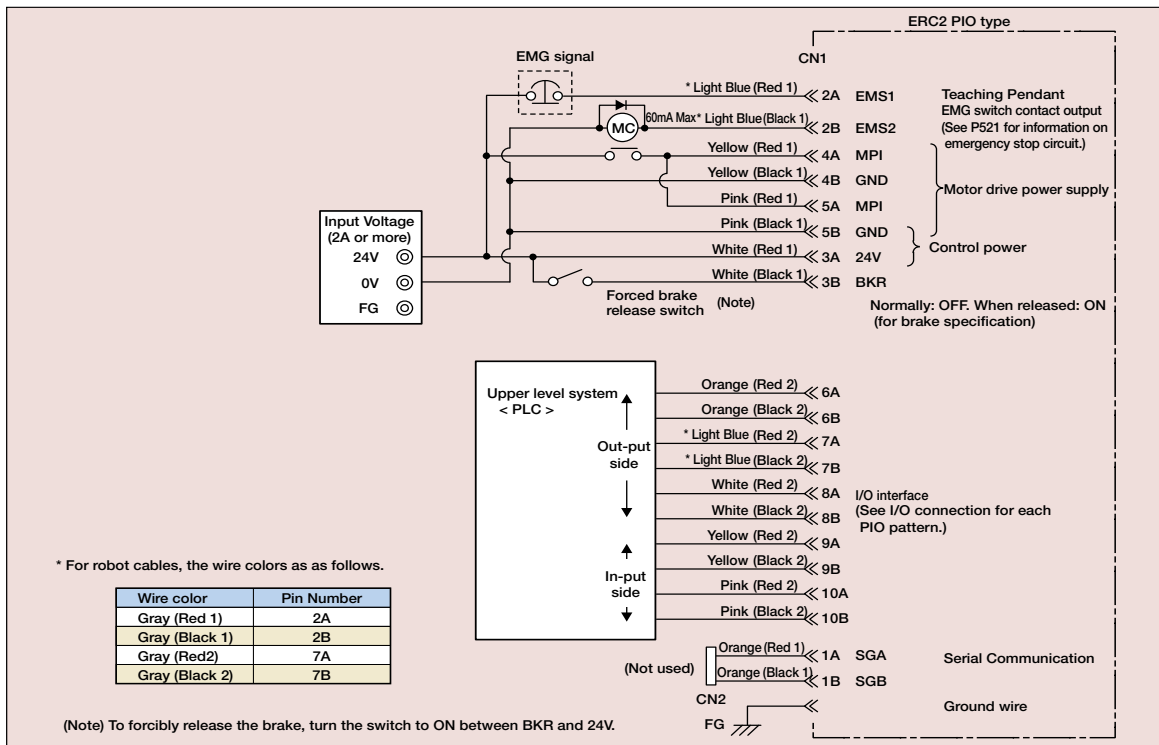 ERC2 PIO type
CN1
EMG signal
* Light Blue (Red 1) 2A EMS1
Teaching Pendant
EMG switch contact output
(See P521 for information on
emergency stop circuit.)
MC
60mA Max* Light Blue (Black 1) 2B EMS2
Yellow (Red 1) 4A MPI
Yellow (Black 1) 4B GND
Motor drive power supply
Pink (Red 1) 5A MPI
Pink (Black 1) 5B GND
Control power
White (Red 1) 3A 24V
White (Black 1) 3B BKR
Input Voltage
(2A or more)
24V
0V
FG
Forced brake
release switch
(Note)
Normally: OFF. When released: ON
(for brake specification)
Upper level system
< PLC >
Out-put
side
In-put
side
Orange (Red 2) 6A
Orange (Black 2) 6B
* Light Blue (Red 2) 7A
* Light Blue (Black 2) 7B
White (Red 2) 8A
White (Black 2) 8B
Yellow (Red 2) 9A
Yellow (Black 2) 9B
Pink (Red 2) 10A
Pink (Black 2) 10B
I/O interface
(See I/O connection for each
PIO pattern.)
* For robot cables, the wire colors as as follows.
Wire color Pin Number
Gray (Red 1) 2A
Gray (Black 1) 2B
Gray (Red2) 7A
Gray (Black 2) 7B
(Not used)
Orange (Red 1) 1A SGA
Orange (Black 1) 1B SGB
Serial Communication
CN2
FG
Ground wire
(Note) To forcibly release the brake, turn the switch to ON between BKR and 24V.